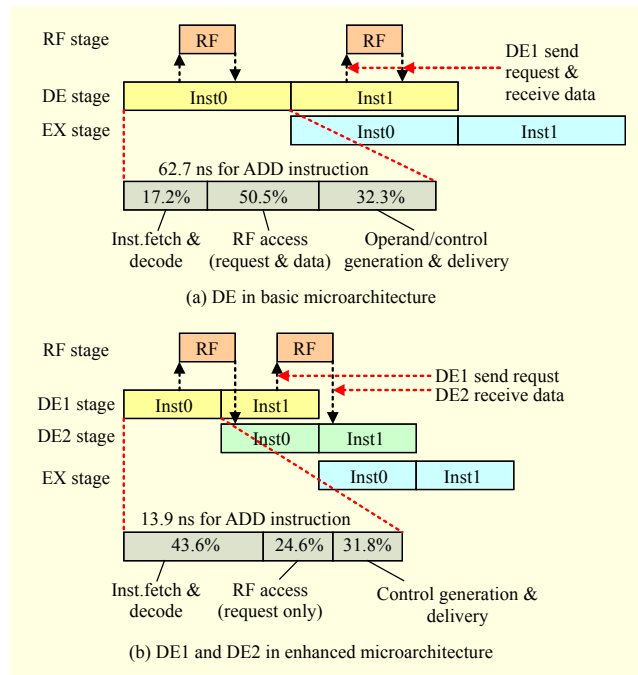 RF stage
RF
RF
DE1 send
request &
receive data
DE stage
Inst0
Inst1
EX stage
Inst0
Inst1
62.7 ns for ADD instruction
17.2%
50.5%
32.3%
Inst.fetch &
decode
RF access
(request & data)
Operand/control
generation & delivery
(a) DE in basic microarchitecture
RF stage
RF
RF
DE1 send requst
DE2 receive data
DE1 stage
Inst0
Inst1
DE2 stage
Inst0
Inst1
EX stage
Inst0
Inst1
13.9 ns for ADD instruction
43.6%
24.6%
31.8%
Inst.fetch &
decode
RF access
(request only)
Control generation &
delivery
(b) DE1 and DE2 in enhanced microarchitecture